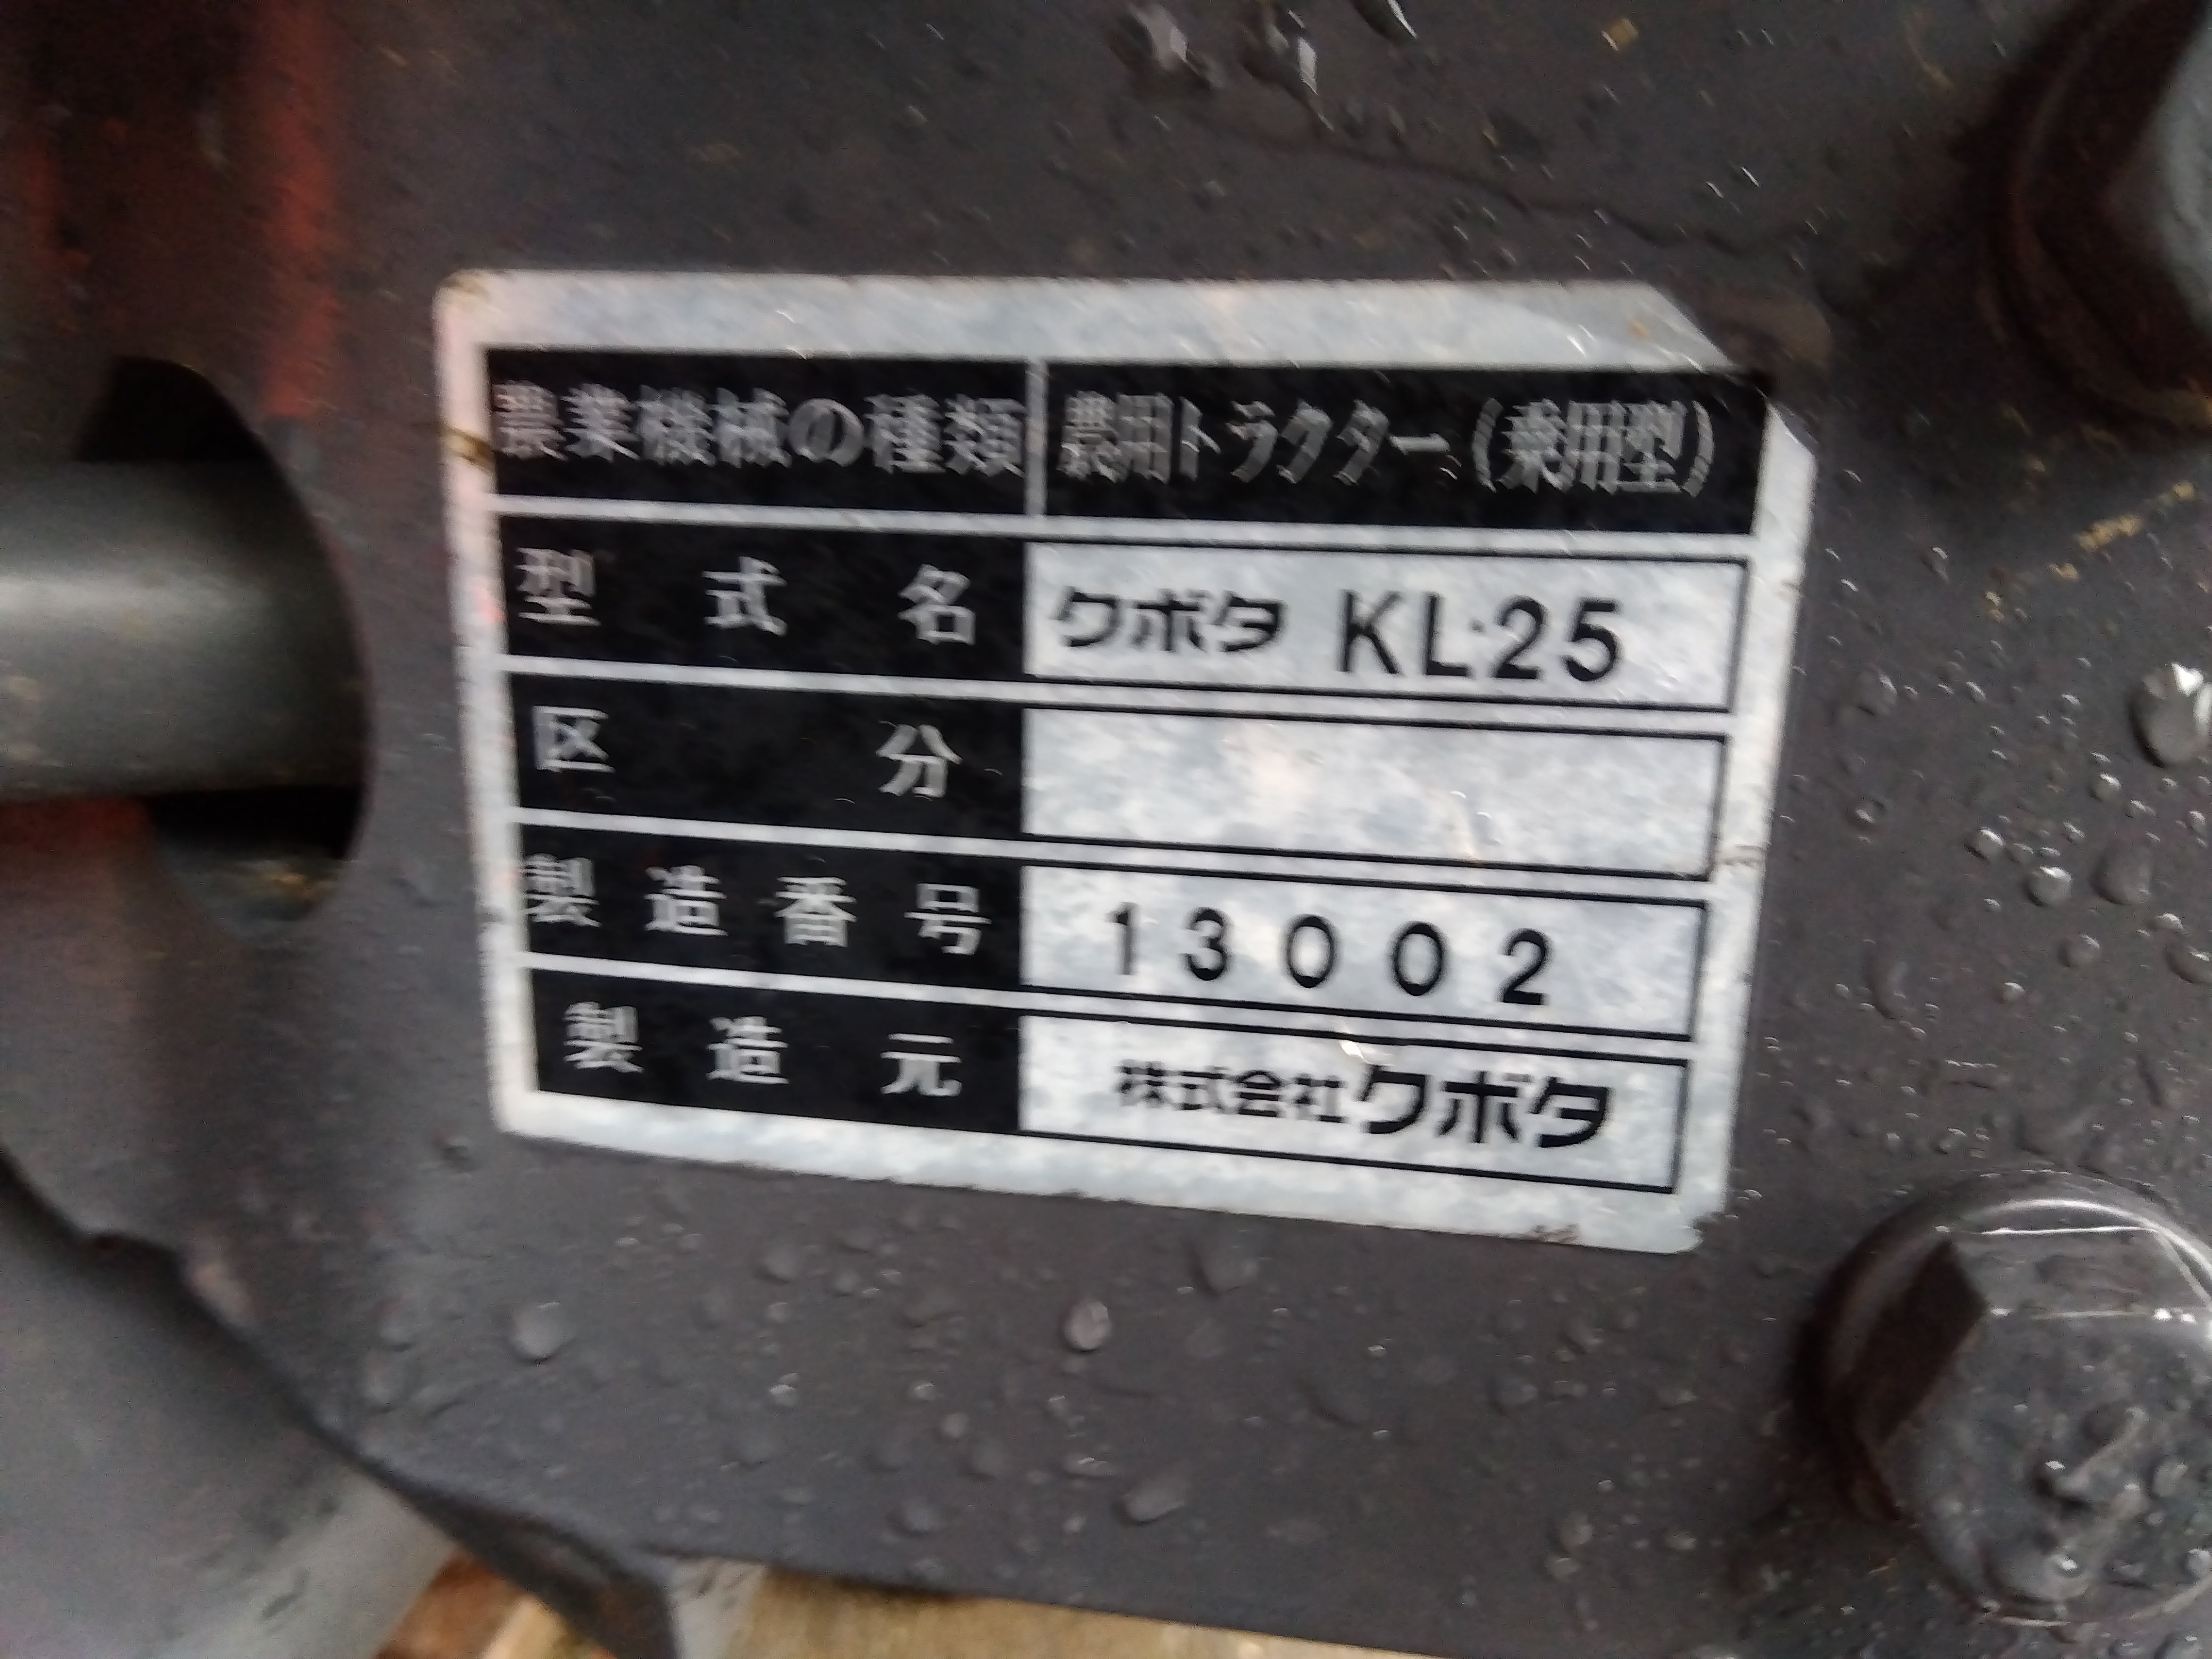 農業機械の種類 農用トラクター(乗用型)
型式名 クボタ KL25
区分
製造番号 13002
製造元 株式会社クボタ